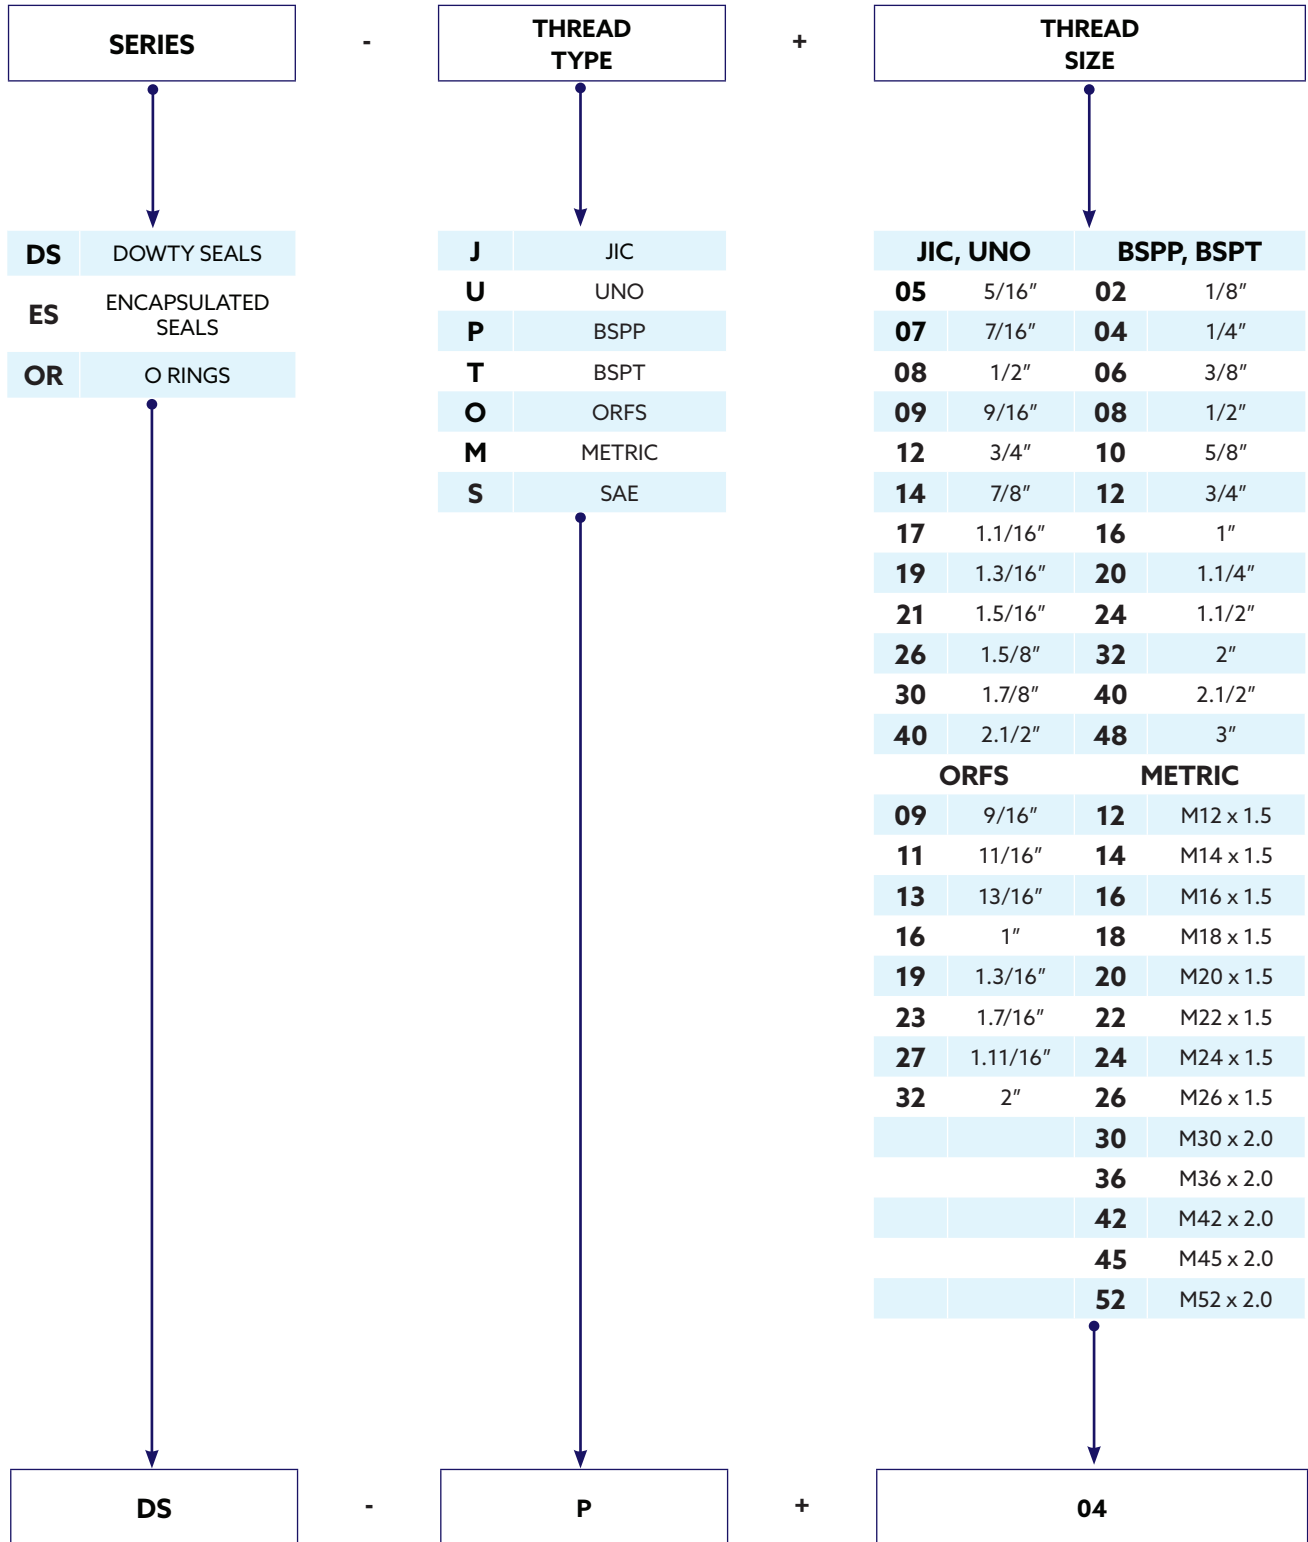 SERIES - THREAD TYPE + THREAD SIZE
DS DOWTY SEALS
ES ENCAPSULATED SEALS
OR O RINGS
J JIC
U UNO
P BSPP
T BSPT
O ORFS
M METRIC
S SAE
JIC, UNO BSPP, BSPT
05 5/16" 02 1/8"
07 7/16" 04 1/4"
08 1/2" 06 3/8"
09 9/16" 08 1/2"
12 3/4" 10 5/8"
14 7/8" 12 3/4"
17 1.1/16" 16 1"
19 1.3/16" 20 1.1/4"
21 1.5/16" 24 1.1/2"
26 1.5/8" 32 2"
30 1.7/8" 40 2.1/2"
40 2.1/2" 48 3"
ORFS METRIC
09 9/16" 12 M12 x 1.5
11 11/16" 14 M14 x 1.5
13 13/16" 16 M16 x 1.5
16 1" 18 M18 x 1.5
19 1.3/16" 20 M20 x 1.5
23 1.7/16" 22 M22 x 1.5
27 1.11/16" 24 M24 x 1.5
32 2" 26 M26 x 1.5
30 M30 x 2.0
36 M36 x 2.0
42 M42 x 2.0
45 M45 x 2.0
52 M52 x 2.0
DS - P + 04